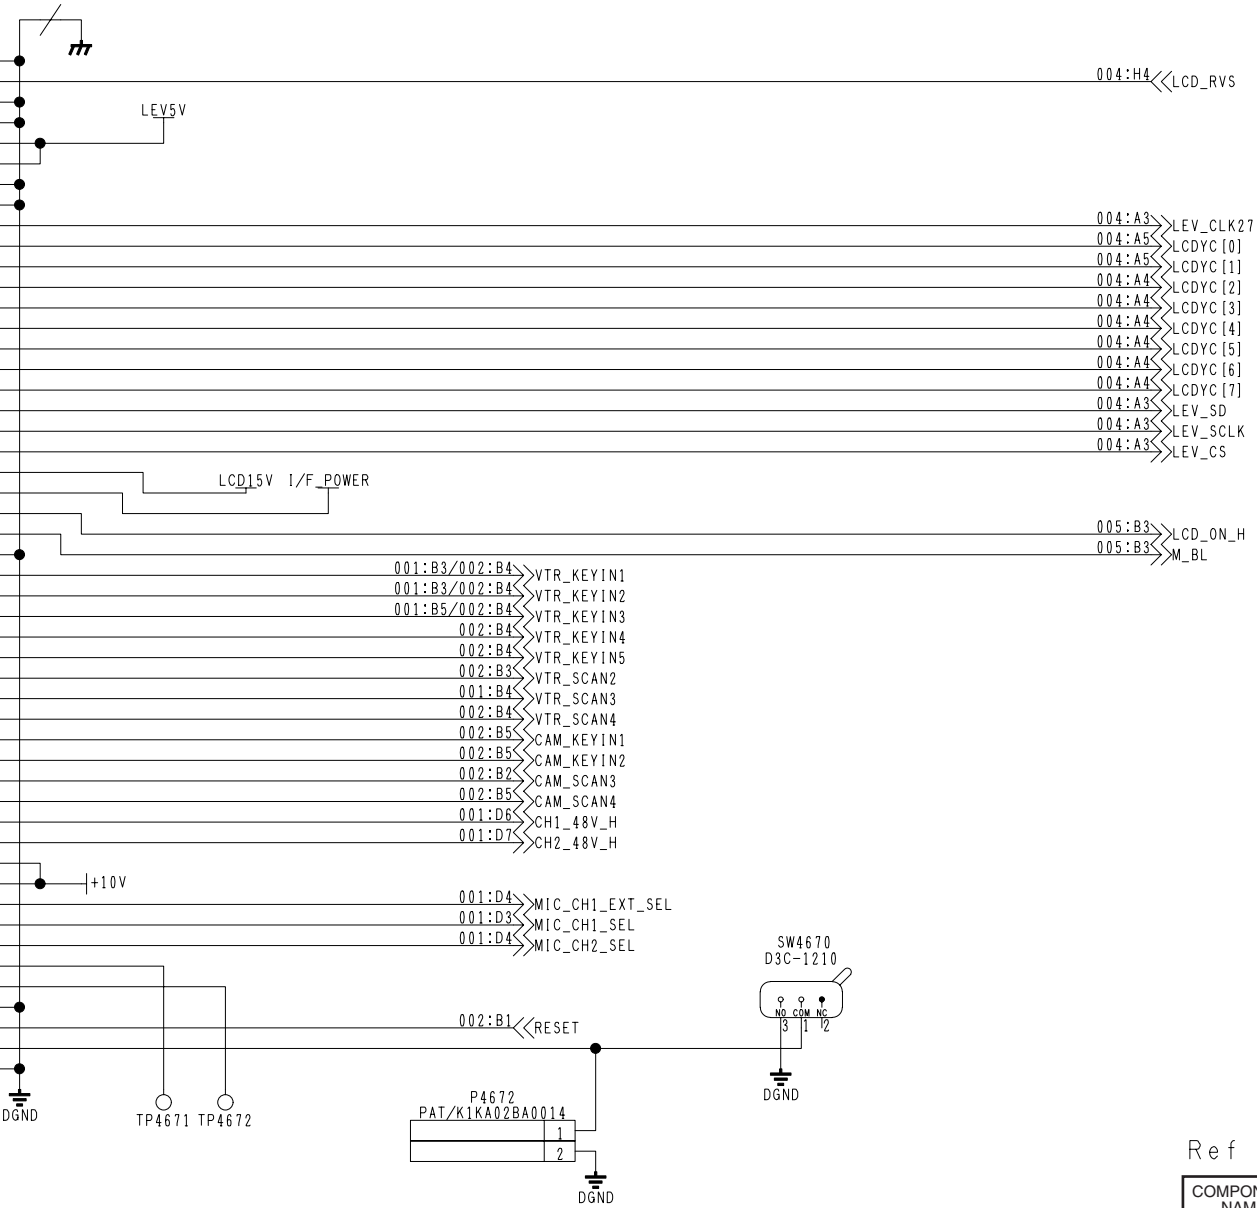 004:H4 LCD_RVS
LEV5V
004:A3 LEV_CLK27
004:A5 LCDYC[0]
004:A5 LCDYC[1]
004:A4 LCDYC[2]
004:A4 LCDYC[3]
004:A4 LCDYC[4]
004:A4 LCDYC[5]
004:A4 LCDYC[6]
004:A4 LCDYC[7]
004:A3 LEV_SD
004:A3 LEV_SCLK
004:A3 LEV_CS
LCD15V I/F_POWER
005:B3 LCD_ON_H
005:B3 M_BL
001:B3/002:B4 VTR_KEYIN1
001:B3/002:B4 VTR_KEYIN2
001:B5/002:B4 VTR_KEYIN3
002:B4 VTR_KEYIN4
002:B4 VTR_KEYIN5
002:B3 VTR_SCAN2
001:B4 VTR_SCAN3
002:B4 VTR_SCAN4
002:B5 CAM_KEYIN1
002:B5 CAM_KEYIN2
002:B2 CAM_SCAN3
002:B5 CAM_SCAN4
001:D6 CH1_48V_H
001:D7 CH2_48V_H
+10V
001:D4 MIC_CH1_EXT_SEL
001:D3 MIC_CH1_SEL
001:D4 MIC_CH2_SEL
SW4670
D3C-1210
NO COM NC
3 1 2
002:B1 RESET
DGND
DGND
TP4671 TP4672
P4672
PAT/K1KA02BA0014
1
2
DGND
Ref
COMPON
NAM